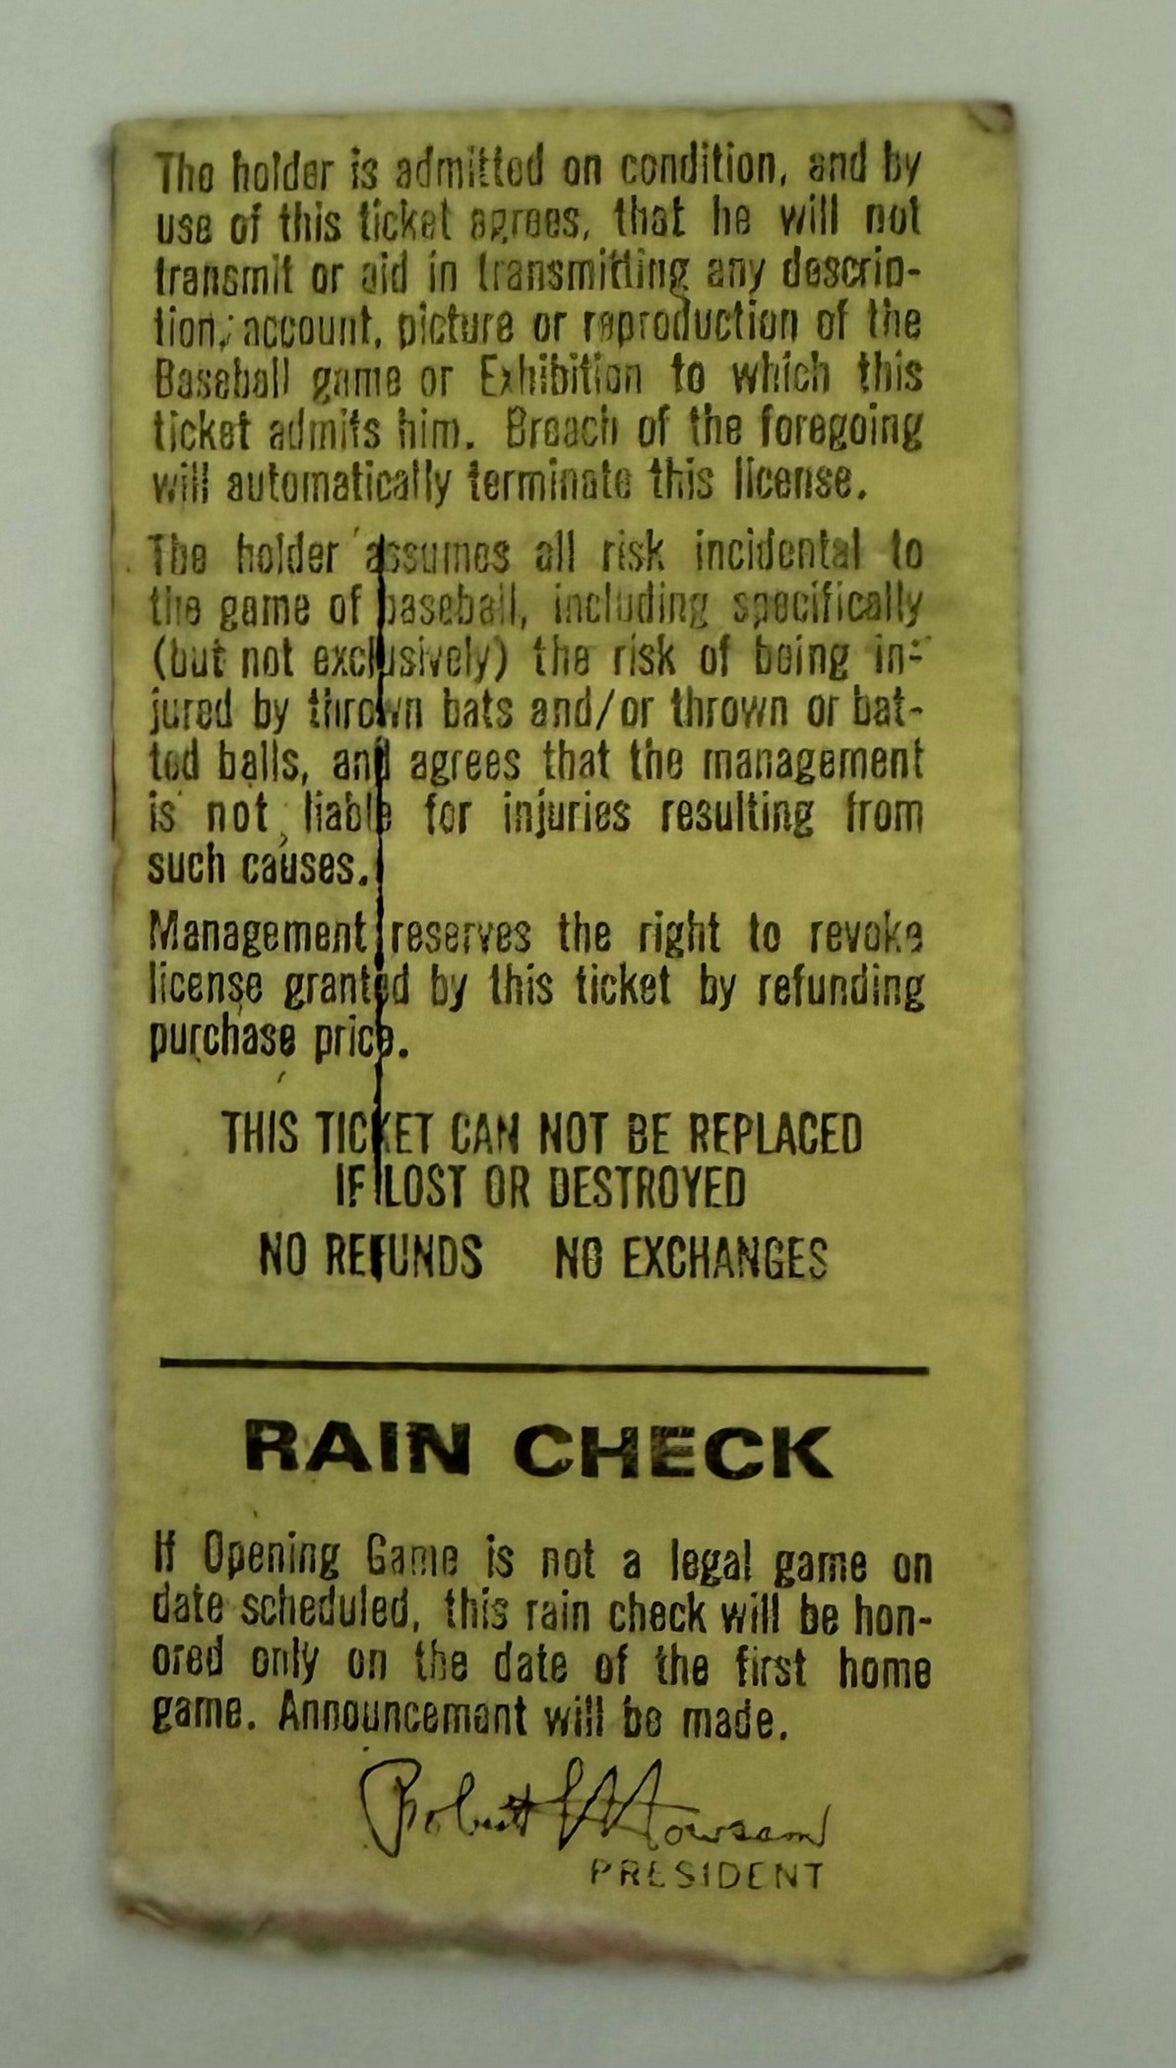 The holder is admitted on condition, and by
use of this ticket agrees, that he will not
transmit or aid in transmitting any descrip-
tion, account, picture or reproduction of the
Baseball game or Exhibition to which this
ticket admits him. Breach of the foregoing
will automatically terminate this license.
The holder assumes all risk incidental to
the game of baseball, including specifically
(but not exclusively) the risk of being in-
jured by thrown bats and/or thrown or bat-
ted balls, and agrees that the management
is not liable for injuries resulting from
such causes.
Management reserves the right to revoke
license granted by this ticket by refunding
purchase price.
THIS TICKET CAN NOT BE REPLACED
IF LOST OR DESTROYED
NO REFUNDS NO EXCHANGES
RAIN CHECK
If Opening Game is not a legal game on
date scheduled, this rain check will be hon-
ored only on the date of the first home
game. Announcement will be made.
Robert L Howsam
PRESIDENT